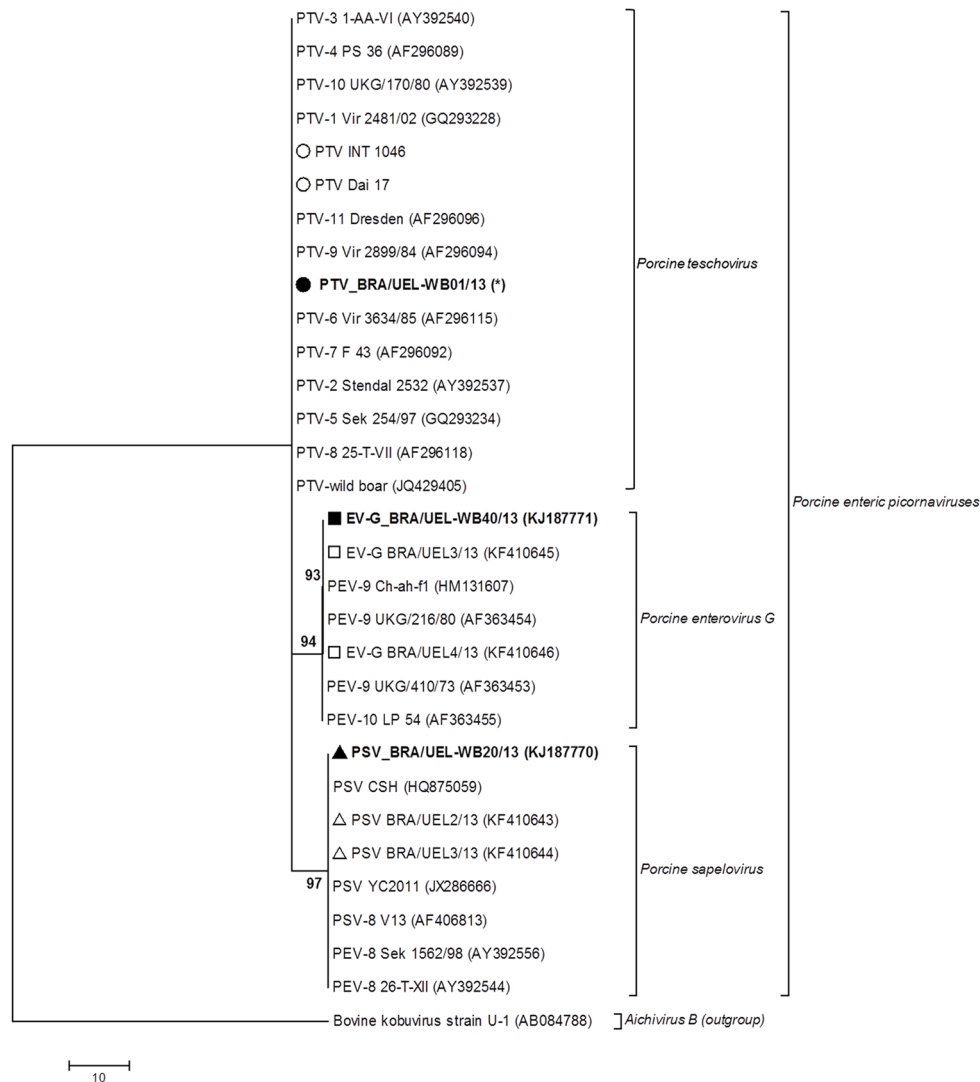 PTV-3 1-AA-VI (AY392540)
PTV-4 PS 36 (AF296089)
PTV-10 UKG/170/80 (AY392539)
PTV-1 Vir 2481/02 (GQ293228)
PTV INT 1046
PTV Dai 17
PTV-11 Dresden (AF296096)
PTV-9 Vir 2899/84 (AF296094)
Porcine teschovirus
PTV_BRA/UEL-WB01/13 (*)
PTV-6 Vir 3634/85 (AF296115)
PTV-7 F 43 (AF296092)
PTV-2 Stendal 2532 (AY392537)
PTV-5 Sek 254/97 (GQ293234)
PTV-8 25-T-VII (AF296118)
PTV-wild boar (JQ429405)
Porcine enteric picornaviruses
EV-G_BRA/UEL-WB40/13 (KJ187771)
EV-G BRA/UEL3/13 (KF410645)
93
PEV-9 Ch-ah-f1 (HM131607)
PEV-9 UKG/216/80 (AF363454)
Porcine enterovirus G
94
EV-G BRA/UEL4/13 (KF410646)
PEV-9 UKG/410/73 (AF363453)
PEV-10 LP 54 (AF363455)
PSV_BRA/UEL-WB20/13 (KJ187770)
PSV CSH (HQ875059)
PSV BRA/UEL2/13 (KF410643)
PSV BRA/UEL3/13 (KF410644)
Porcine sapelovirus
97
PSV YC2011 (JX286666)
PSV-8 V13 (AF406813)
PEV-8 Sek 1562/98 (AY392556)
PEV-8 26-T-XII (AY392544)
Bovine kobuvirus strain U-1 (AB084788)
Aichivirus B (outgroup)
10